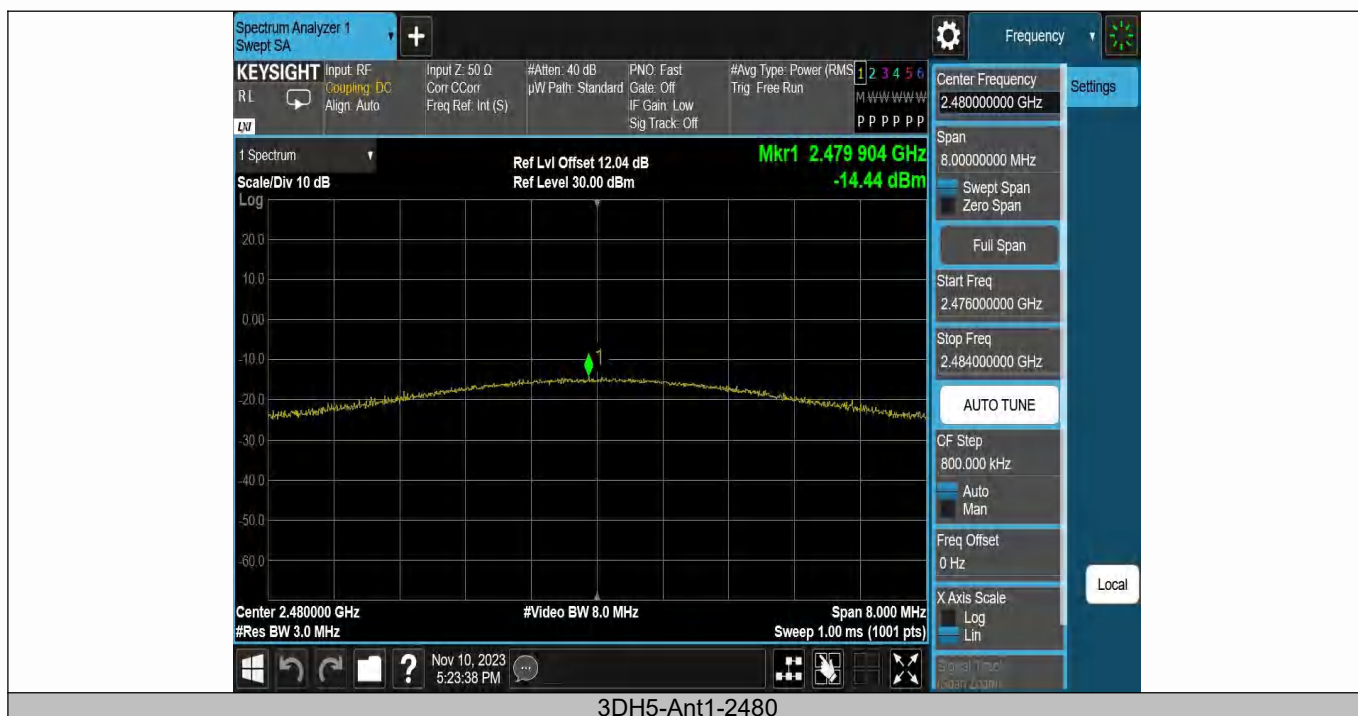 Spectrum Analyzer 1
Swept SA
+
Frequency
KEYSIGHT
RL
LXI
Input: RF
Coupling: DC
Align: Auto
Input Z: 50 Ω
Corr CCorr
Freq Ref: Int (S)
#Atten: 40 dB
µW Path: Standard
PNO: Fast
Gate: Off
IF Gain: Low
Sig Track: Off
#Avg Type: Power (RMS
Trig: Free Run
1 2 3 4 5 6
M W W W W W
P P P P P P
1 Spectrum
Scale/Div 10 dB
Log
Ref Lvl Offset 12.04 dB
Ref Level 30.00 dBm
Mkr1 2.479 904 GHz
-14.44 dBm
20.0
10.0
0.00
-10.0
-20.0
-30.0
-40.0
-50.0
-60.0
1
Center 2.480000 GHz
#Res BW 3.0 MHz
#Video BW 8.0 MHz
Span 8.000 MHz
Sweep 1.00 ms (1001 pts)
Center Frequency
2.480000000 GHz
Settings
Span
8.00000000 MHz
Swept Span
Zero Span
Full Span
Start Freq
2.476000000 GHz
Stop Freq
2.484000000 GHz
AUTO TUNE
CF Step
800.000 kHz
Auto
Man
Freq Offset
0 Hz
X Axis Scale
Log
Lin
Signal Track
(Span Zoom)
Local
?
Nov 10, 2023
5:23:38 PM
3DH5-Ant1-2480